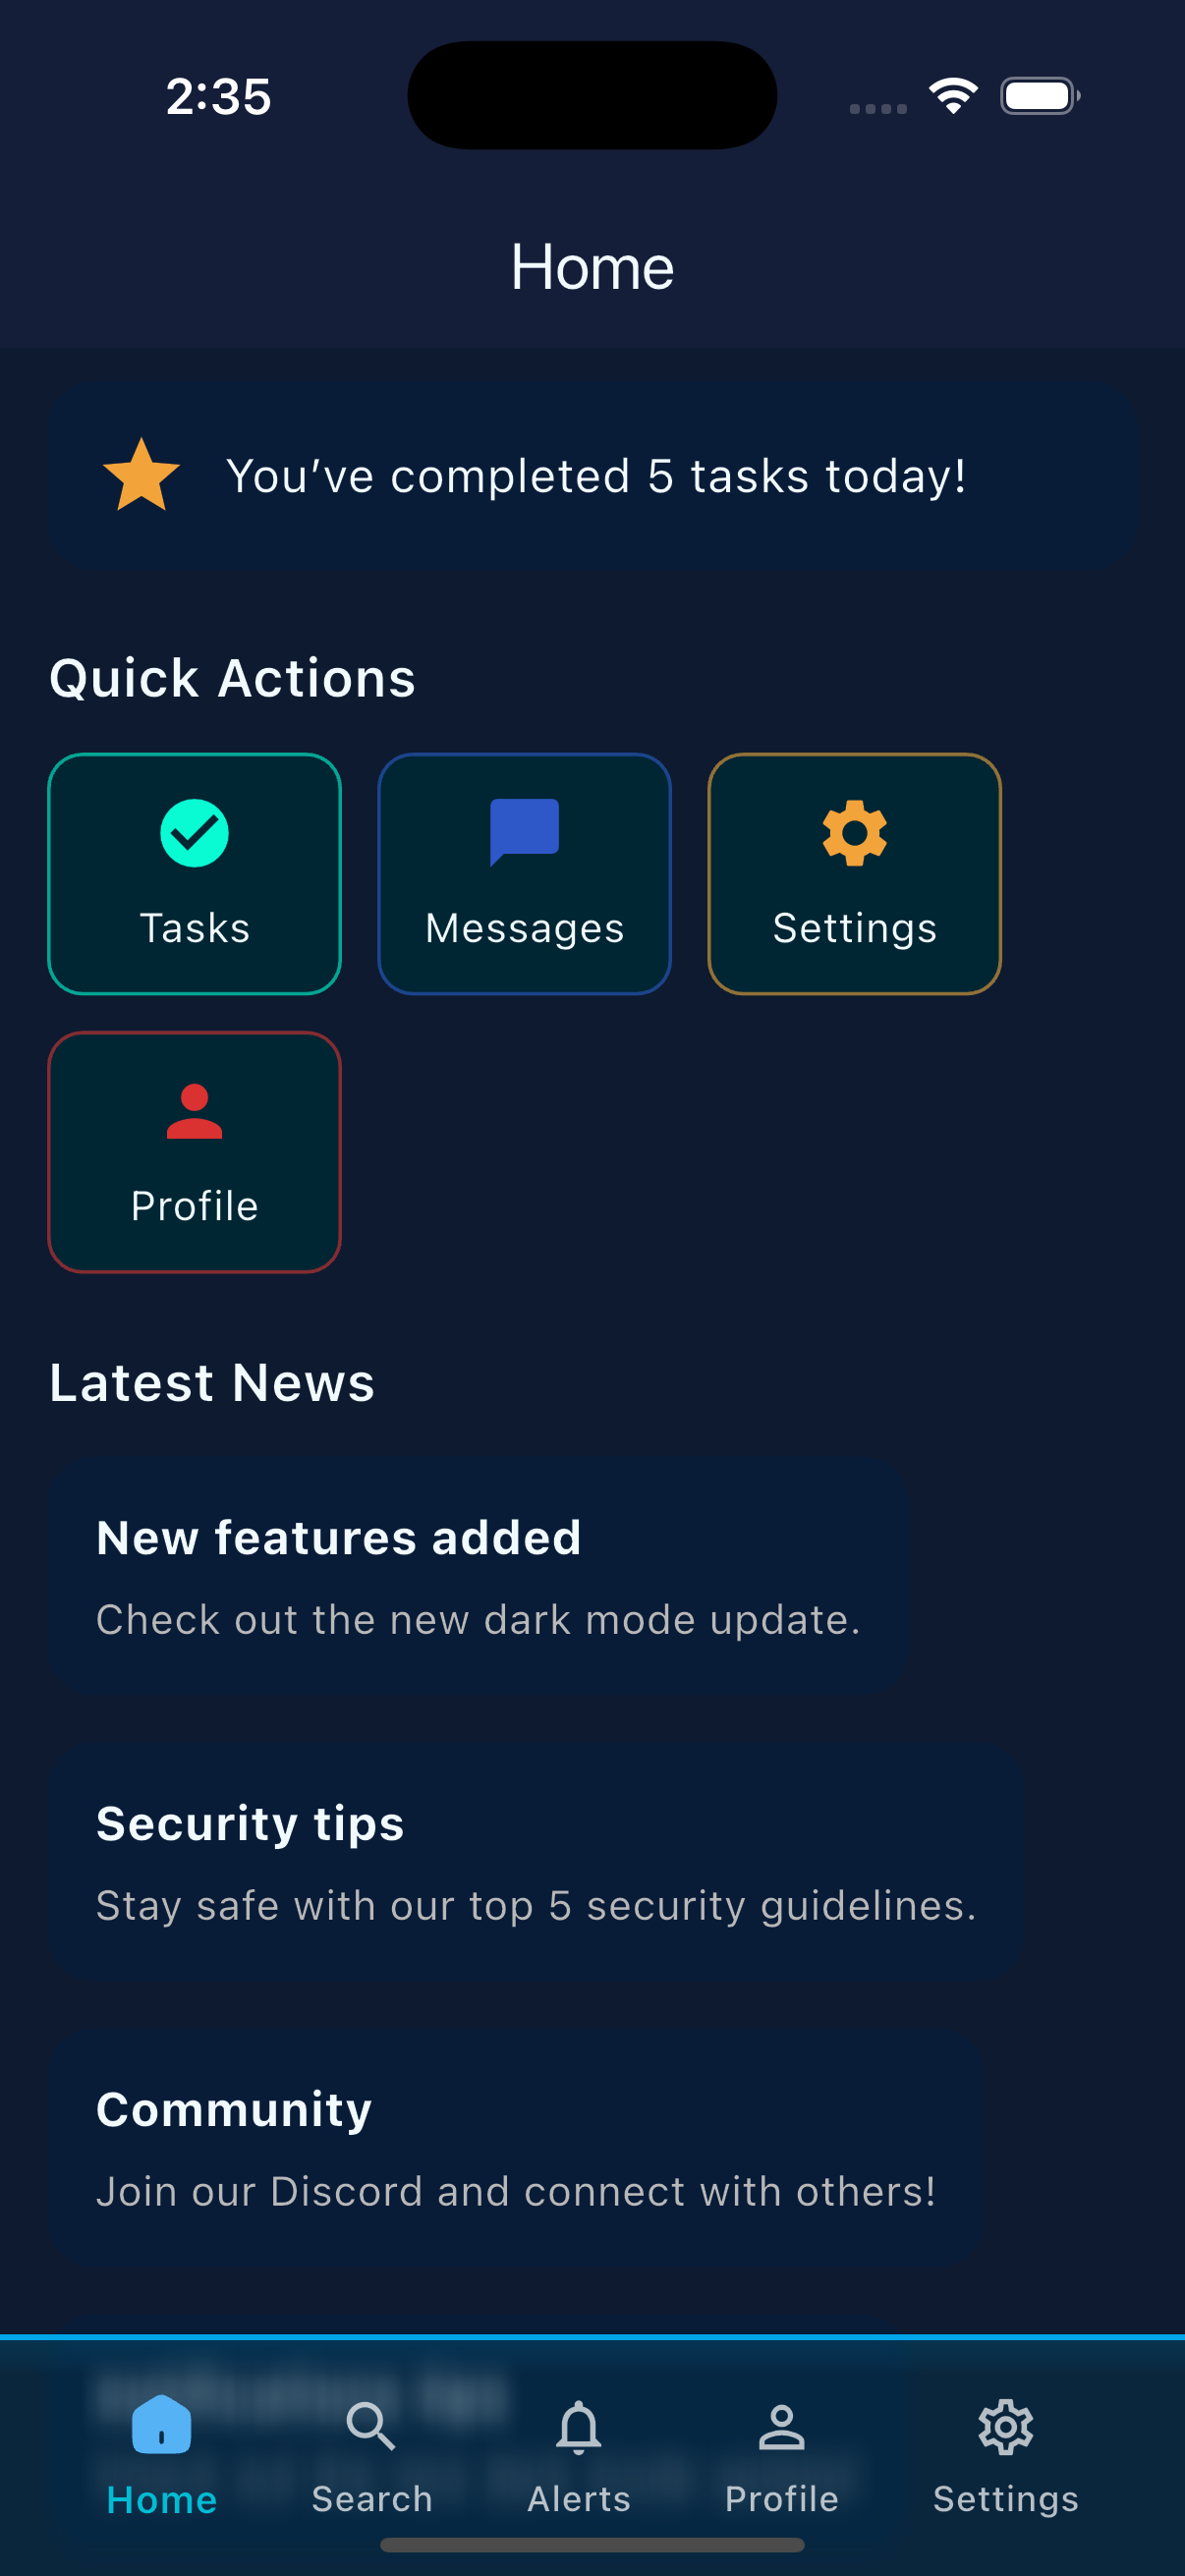 2:35
Home
You’ve completed 5 tasks today!
Quick Actions
Tasks
Messages
Settings
Profile
Latest News
New features added
Check out the new dark mode update.
Security tips
Stay safe with our top 5 security guidelines.
Community
Join our Discord and connect with others!
Home
Search
Alerts
Profile
Settings